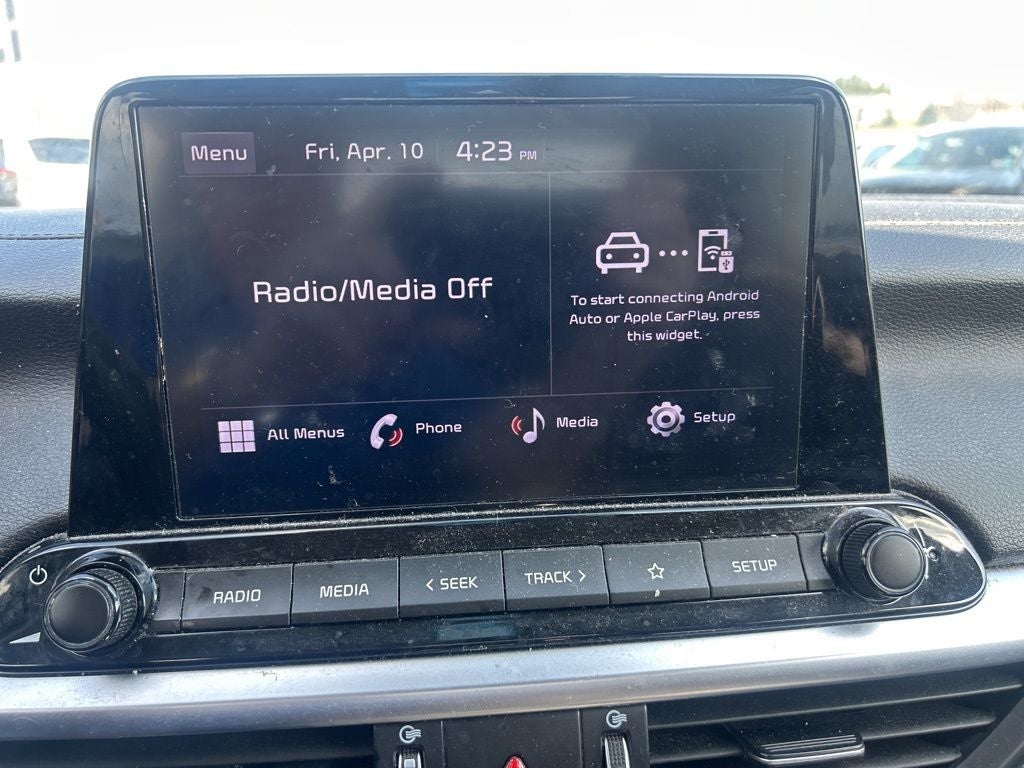 Menu Fri, Apr. 10 4:23 PM
Radio/Media Off
To start connecting Android
Auto or Apple CarPlay, press
this widget.
All Menus Phone Media Setup
RADIO MEDIA < SEEK TRACK > SETUP